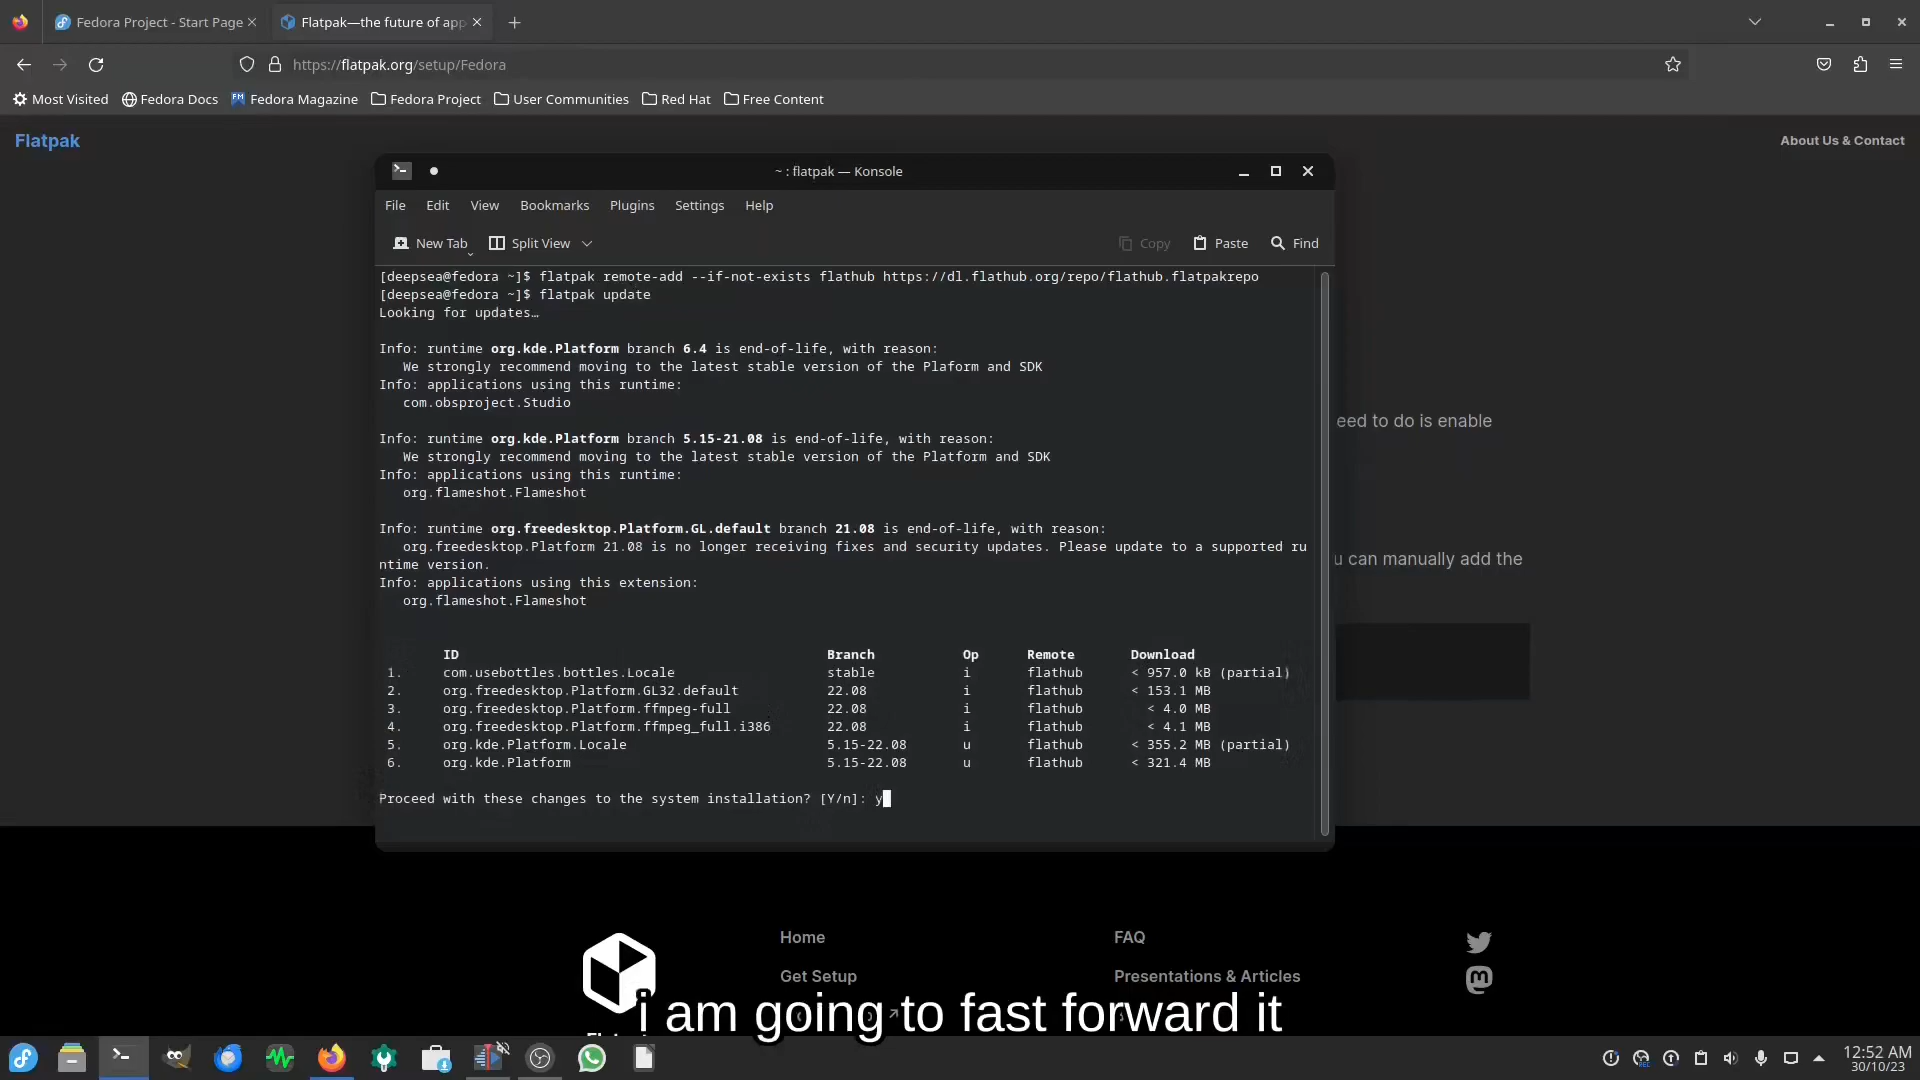 Fedora Project - Start Page
Flatpak—the future of app
https://flatpak.org/setup/Fedora
Most Visited
Fedora Docs
Fedora Magazine
Fedora Project
User Communities
Red Hat
Free Content
Flatpak
About Us & Contact
~ : flatpak — Konsole
File Edit View Bookmarks Plugins Settings Help
New Tab
Split View
Copy
Paste
Find
[deepsea@fedora ~]$ flatpak remote-add --if-not-exists flathub https://dl.flathub.org/repo/flathub.flatpakrepo
[deepsea@fedora ~]$ flatpak update
Looking for updates…
Info: runtime org.kde.Platform branch 6.4 is end-of-life, with reason:
We strongly recommend moving to the latest stable version of the Plaform and SDK
Info: applications using this runtime:
com.obsproject.Studio
Info: runtime org.kde.Platform branch 5.15-21.08 is end-of-life, with reason:
We strongly recommend moving to the latest stable version of the Platform and SDK
Info: applications using this runtime:
org.flameshot.Flameshot
Info: runtime org.freedesktop.Platform.GL.default branch 21.08 is end-of-life, with reason:
org.freedesktop.Platform 21.08 is no longer receiving fixes and security updates. Please update to a supported ru
ntime version.
Info: applications using this extension:
org.flameshot.Flameshot
ID Branch Op Remote Download
1. com.usebottles.bottles.Locale stable i flathub < 957.0 kB (partial)
2. org.freedesktop.Platform.GL32.default 22.08 i flathub < 153.1 MB
3. org.freedesktop.Platform.ffmpeg-full 22.08 i flathub < 4.0 MB
4. org.freedesktop.Platform.ffmpeg_full.i386 22.08 i flathub < 4.1 MB
5. org.kde.Platform.Locale 5.15-22.08 u flathub < 355.2 MB (partial)
6. org.kde.Platform 5.15-22.08 u flathub < 321.4 MB
Proceed with these changes to the system installation? [Y/n]: y
eed to do is enable
u can manually add the
Home
FAQ
Get Setup
Presentations & Articles
i am going to fast forward it
12:52 AM
30/10/23